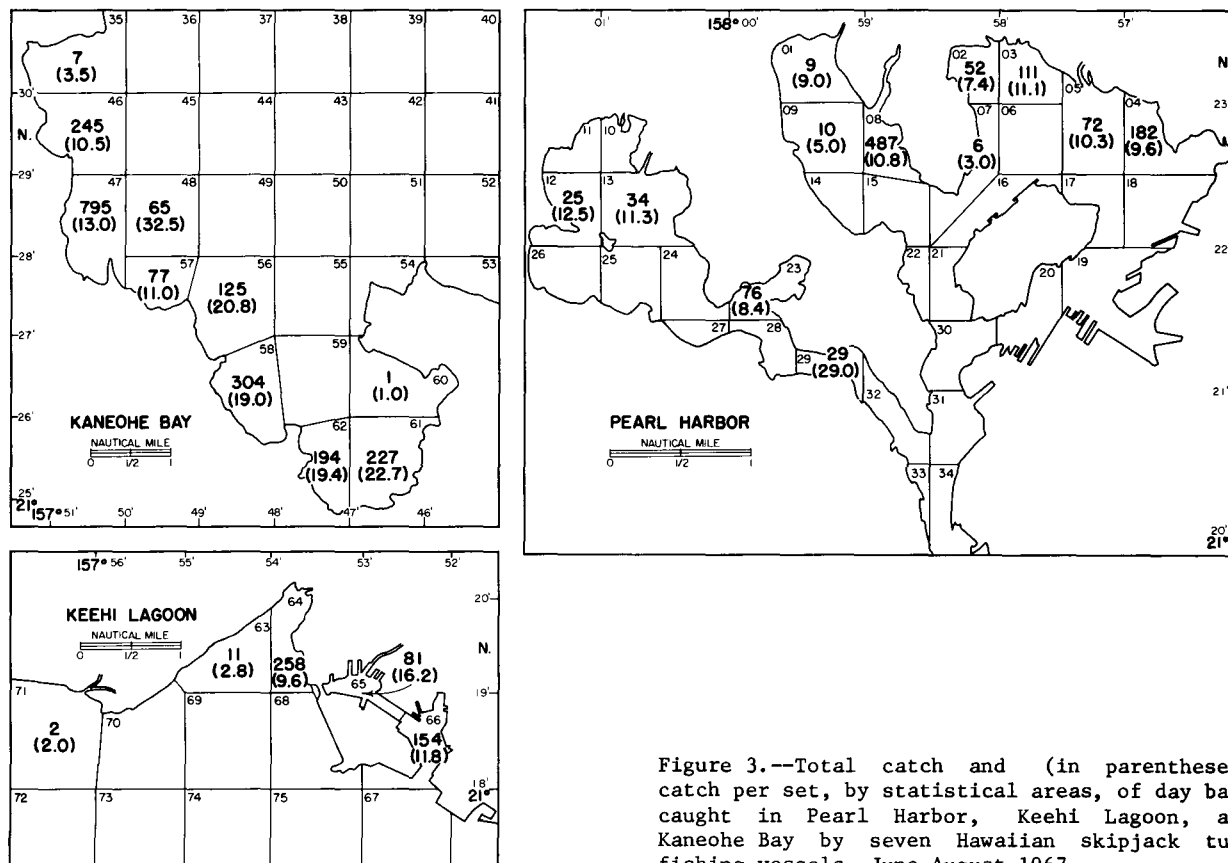 35 36 37 38 39 40
7
(3.5)
30' 46 45 44 43 42 41
N. 245
(10.5)
29' 47 48 49 50 51 52
795 65
(13.0) (32.5)
28' 57 56 55 54 53
77 125
(11.0) (20.8)
27' 58 59
304 1 60
(19.0) (1.0)
26' 62 61
KANEOHE BAY
NAUTICAL MILE
0 1/2 1
194 227
(19.4) (22.7)
25'
21°
157° 51' 50' 49' 48' 47' 46'
01' 158° 00' 59' 58' 57'
01 02 03
9 52 111 N.
(9.0) (7.4) (11.1)
05 04 23'
09 08 07 06
11 10 10 487 6 72 182
(5.0) (10.8) (3.0) (10.3) (9.6)
12 13 14 15 16 17 18
25 34
(12.5) (11.3)
26 25 24 22 21 20 19 22'
23
76
(8.4)
27 28 30
29 29
(29.0)
32 31 21'
PEARL HARBOR
NAUTICAL MILE
0 1/2 1
33 34
20'
21°
157° 56' 55' 54' 53' 52'
KEEHI LAGOON
NAUTICAL MILE
0 1/2 1
64 20'
63 N.
11 258 81
(2.8) (9.6) (16.2)
65
71 70 69 68 66 19'
2 154
(2.0) (11.8)
72 73 74 75 67 18'
21°
Figure 3.--Total catch and (in parenthese
catch per set, by statistical areas, of day ba
caught in Pearl Harbor, Keehi Lagoon, a
Kaneohe Bay by seven Hawaiian skipjack tu
fishing vessels, June-August 1967